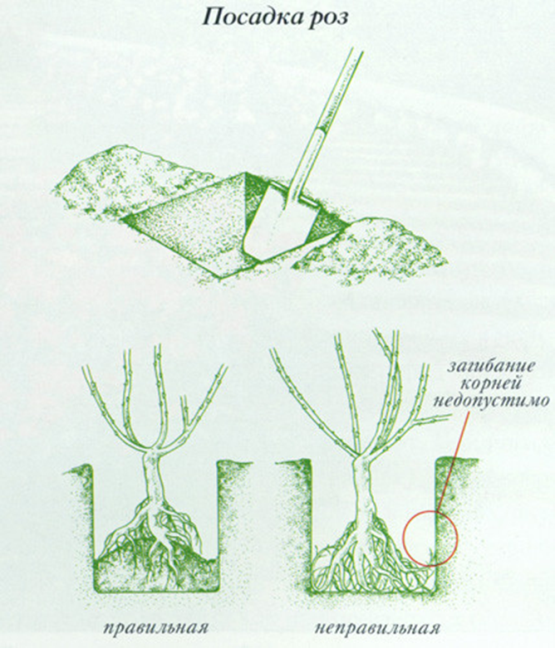 Посадка роз
загибание
корней
недопустимо
правильная
неправильная